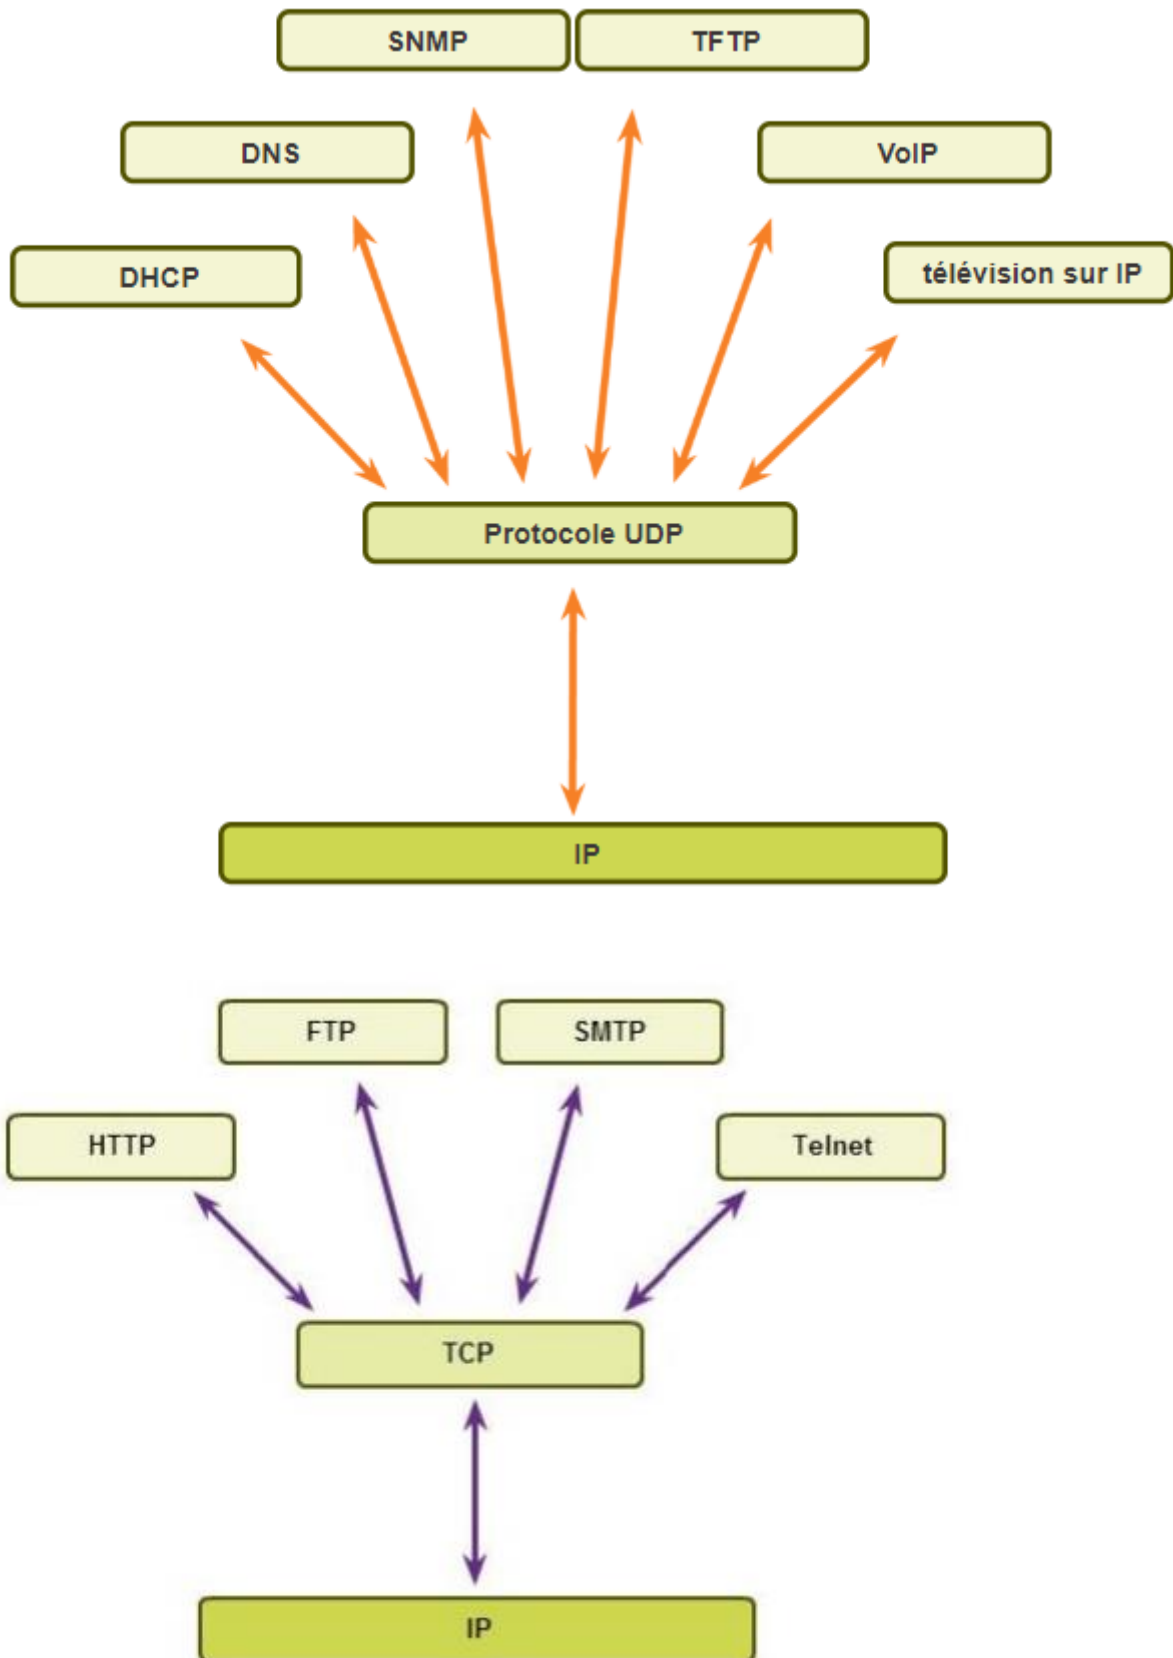 SNMP
TFTP
DNS
VoIP
DHCP
télévision sur IP
Protocole UDP
IP
FTP
SMTP
HTTP
Telnet
TCP
IP